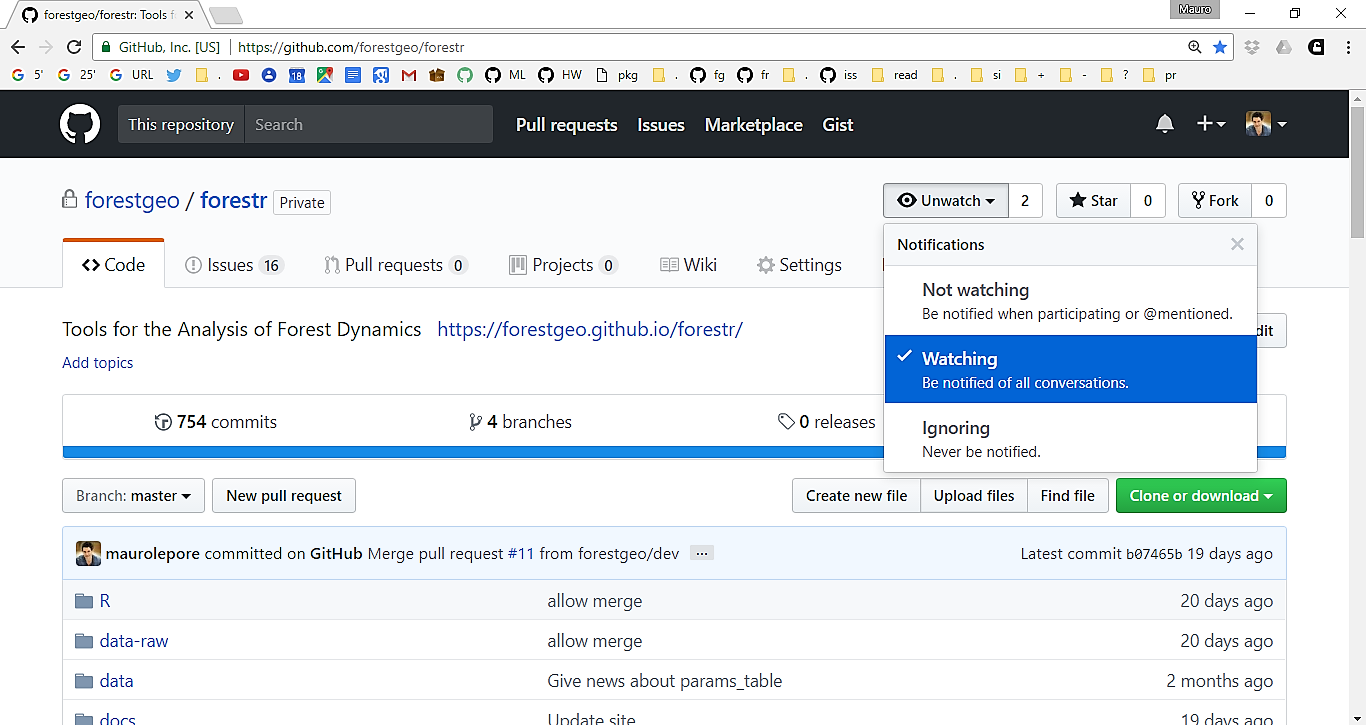 forestgeo/forestr: Tools f
Mauro
GitHub, Inc. [US] https://github.com/forestgeo/forestr
5' 25' URL . 18 ML HW pkg . fg fr . iss read . si + - ? pr
This repository Search Pull requests Issues Marketplace Gist
forestgeo / forestr Private
Unwatch 2 Star 0 Fork 0
Code Issues 16 Pull requests 0 Projects 0 Wiki Settings
Notifications
Not watching
Be notified when participating or @mentioned.
Watching
Be notified of all conversations.
Ignoring
Never be notified.
Tools for the Analysis of Forest Dynamics https://forestgeo.github.io/forestr/
dit
Add topics
754 commits 4 branches 0 releases
Branch: master New pull request Create new file Upload files Find file Clone or download
maurolepore committed on GitHub Merge pull request #11 from forestgeo/dev ... Latest commit b07465b 19 days ago
R allow merge 20 days ago
data-raw allow merge 20 days ago
data Give news about params_table 2 months ago
docs Update site 19 days ago